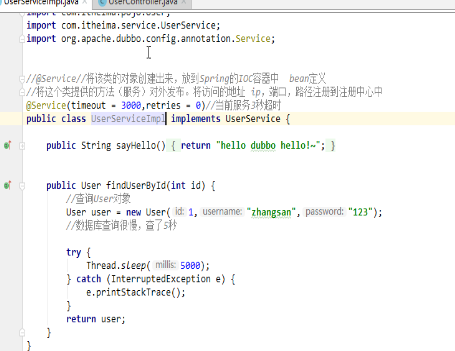 UserServiceImpl.java × UserController.java ×
import com.itheima.pojo.User;
import com.itheima.service.UserService;
import org.apache.dubbo.config.annotation.Service;
//@Service//将该类的对象创建出来，放到Spring的IOC容器中 bean定义
//将这个类提供的方法（服务）对外发布。将访问的地址 ip，端口，路径注册到注册中心中
@Service(timeout = 3000,retries = 0)//当前服务3秒超时
public class UserServiceImpl implements UserService {
public String sayHello() { return "hello dubbo hello!~"; }
public User findUserById(int id) {
//查询User对象
User user = new User( id: 1, username: "zhangsan", password: "123");
//数据库查询很慢，查了5秒
try {
Thread.sleep( millis: 5000);
} catch (InterruptedException e) {
e.printStackTrace();
}
return user;
}
}